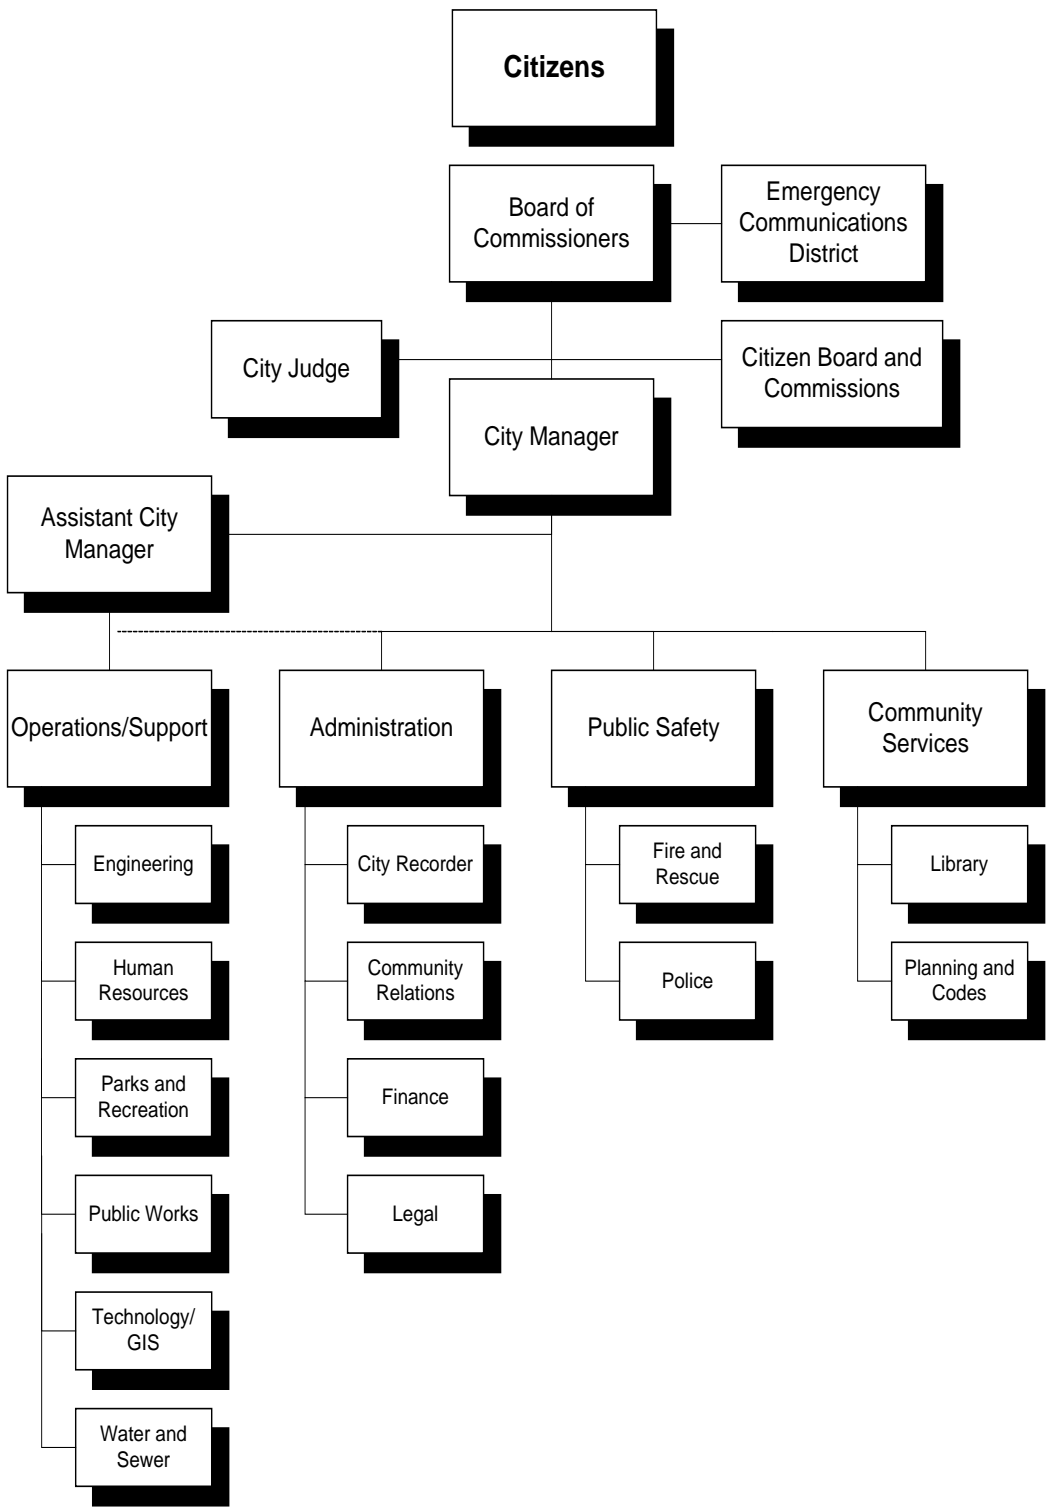 Citizens
Board of
Commissioners
Emergency
Communications
District
City Judge
Citizen Board and
Commissions
City Manager
Assistant City
Manager
Operations/Support
Administration
Public Safety
Community
Services
Engineering
Human
Resources
Parks and
Recreation
Public Works
Technology/
GIS
Water and
Sewer
City Recorder
Community
Relations
Finance
Legal
Fire and
Rescue
Police
Library
Planning and
Codes